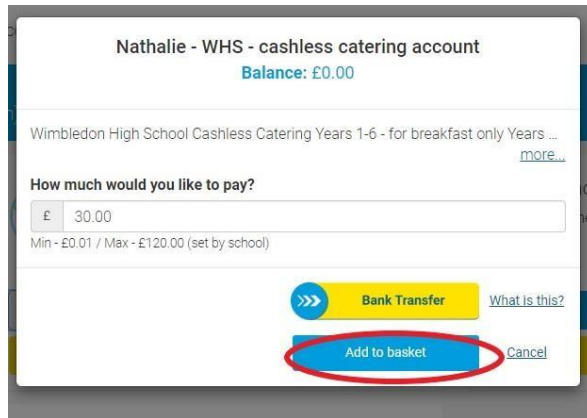 Nathalie - WHS - cashless catering account
Balance: £0.00
Wimbledon High School Cashless Catering Years 1-6 - for breakfast only Years ...
more...
How much would you like to pay?
£ 30.00
Min - £0.01 / Max - £120.00 (set by school)
Bank Transfer What is this?
Add to basket Cancel